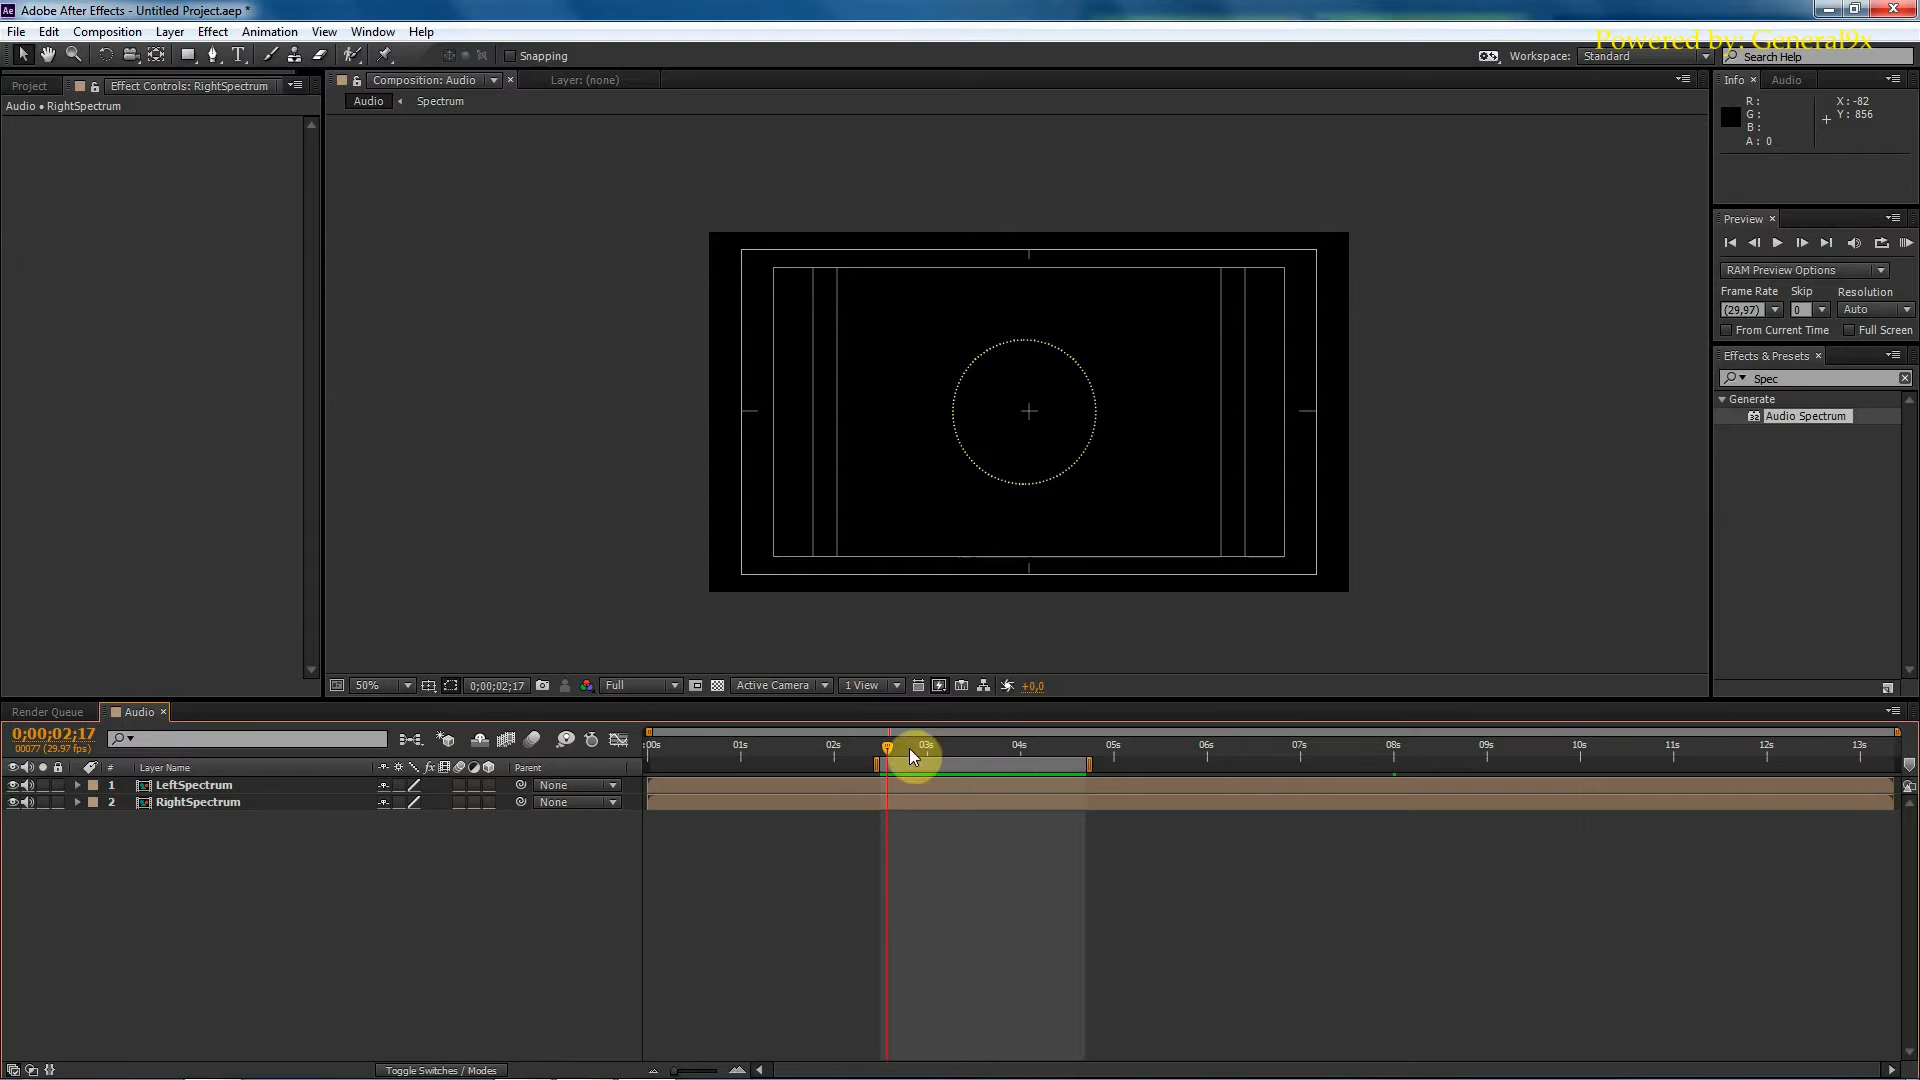 Adobe After Effects - Untitled Project.aep *
File Edit Composition Layer Effect Animation View Window Help
Powered by: General9x
Snapping
Workspace: Standard
Search Help
Project
Effect Controls: RightSpectrum
Composition: Audio
Layer: (none)
Info
Audio
Audio • RightSpectrum
Audio
Spectrum
R:
G:
B:
A: 0
X: -82
Y: 856
Preview
RAM Preview Options
Frame Rate Skip Resolution
(29,97) 0 Auto
From Current Time Full Screen
Effects & Presets
Spec
Generate
Audio Spectrum
50%
0;00;02;17
Full
Active Camera
1 View
+0,0
Render Queue
Audio
0;00;02;17
00077 (29.97 fps)
:00s 01s 02s 03s 04s 05s 06s 07s 08s 09s 10s 11s 12s 13s
# Layer Name
Parent
1 LeftSpectrum None
2 RightSpectrum None
Toggle Switches / Modes